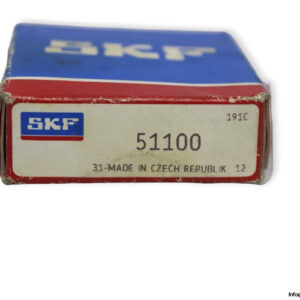 SKF
191C
SKF
51100
31-MADE IN CZECH REPUBLIK 12